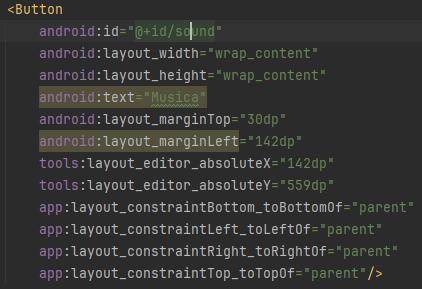 <Button
android:id="@+id/sound"
android:layout_width="wrap_content"
android:layout_height="wrap_content"
android:text="Musica"
android:layout_marginTop="30dp"
android:layout_marginLeft="142dp"
tools:layout_editor_absoluteX="142dp"
tools:layout_editor_absoluteY="559dp"
app:layout_constraintBottom_toBottomOf="parent"
app:layout_constraintLeft_toLeftOf="parent"
app:layout_constraintRight_toRightOf="parent"
app:layout_constraintTop_toTopOf="parent"/>